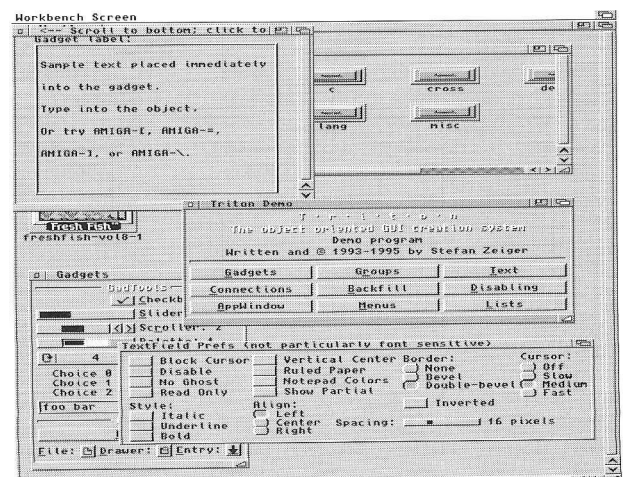 Workbench Screen
<-- Scroll to bottom; click to
Gadget label:
Sample text placed immediately
into the gadget.
Type into the object.
Or try AMIGA-[, AMIGA-=,
AMIGA-], or AMIGA-\.
c
cross
de
lang
misc
Fresh Fish
freshfish-vol8-1
Triton Demo
T · r · i · t · o · n
The object oriented GUI creation system
Demo program
Written and © 1993-1995 by Stefan Zeiger
Gadgets Groups Text
Connections Backfill Disabling
AppWindow Menus Lists
Gadgets
GadTools
Checkb
Slider
Scroller: 2
4
Choice 0
Choice 1
Choice 2
foo bar
File: Drawer: Entry:
TextField Prefs (not particularly font sensitive)
Block Cursor
Disable
No Ghost
Read Only
Vertical Center
Ruled Paper
Notepad Colors
Show Partial
Border:
None
Bevel
Double-bevel
Cursor:
Off
Slow
Medium
Fast
Style:
Italic
Underline
Bold
Align:
Left
Center
Right
Inverted
Spacing: 16 pixels